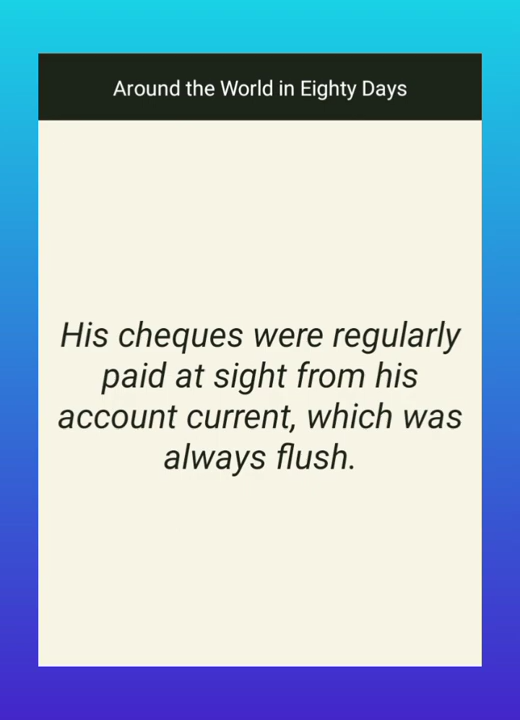 Around the World in Eighty Days
His cheques were regularly
paid at sight from his
account current, which was
always flush.